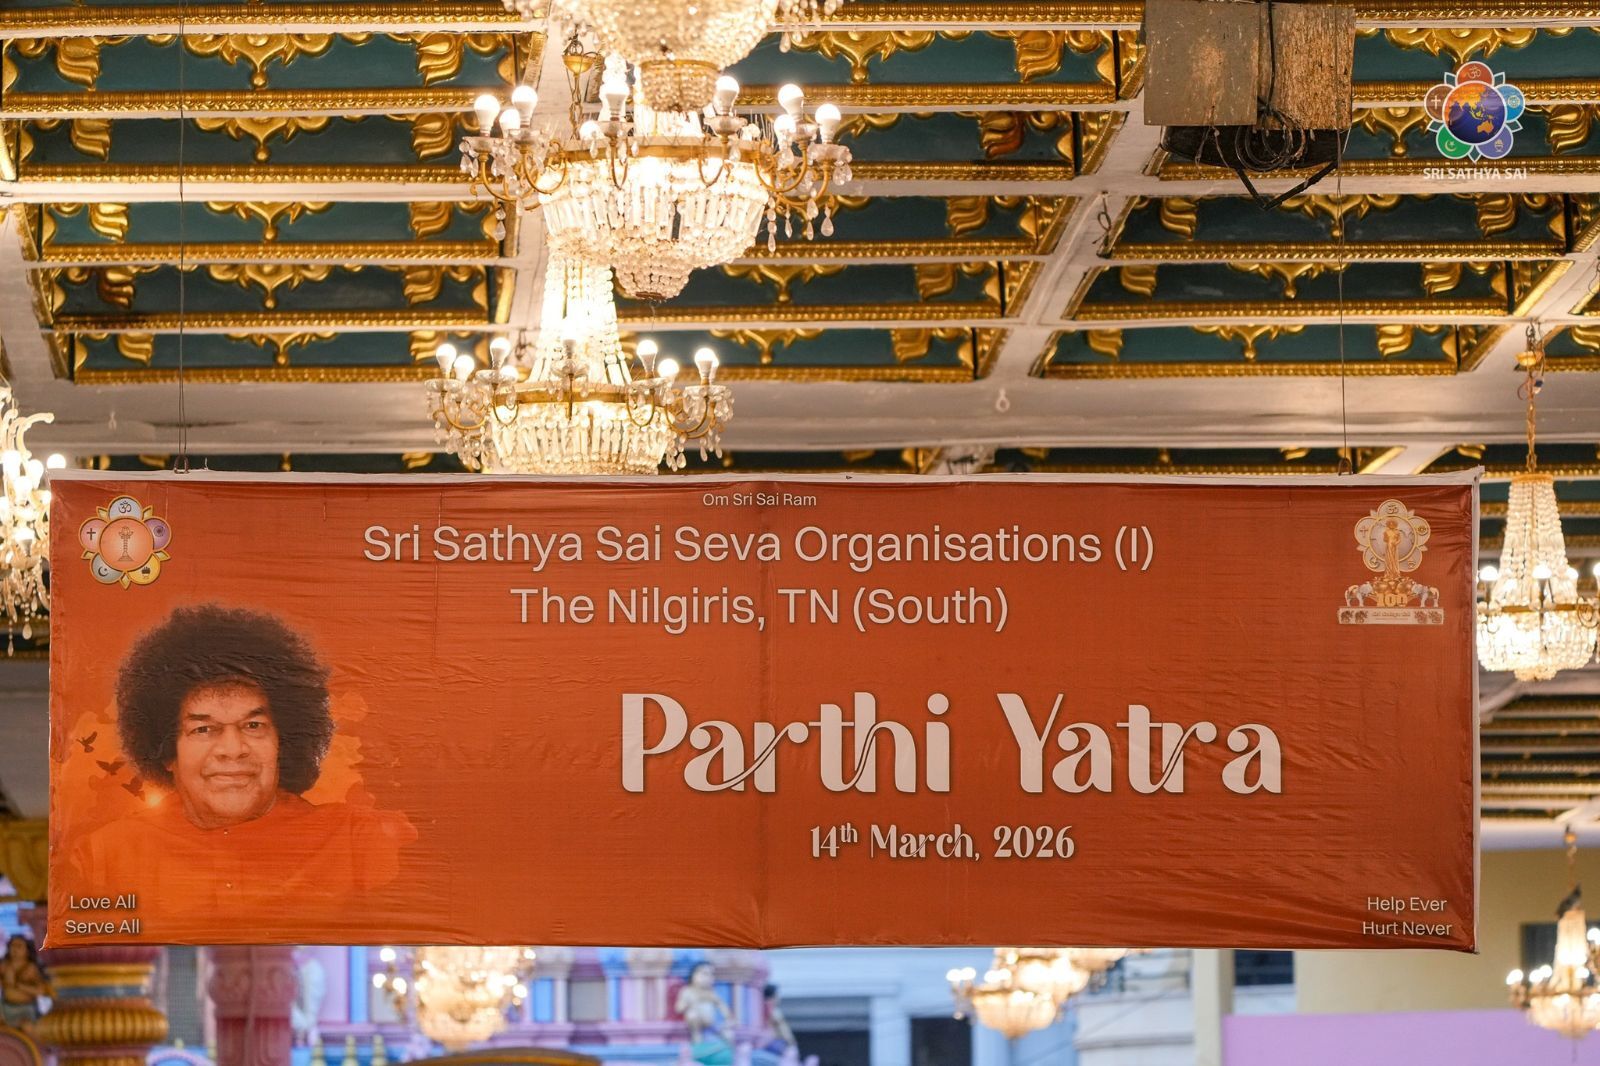 SRI SATHYA SAI
Om Sri Sai Ram
Sri Sathya Sai Seva Organisations (I)
The Nilgiris, TN (South)
100
Parthi Yatra
14th March, 2026
Love All
Serve All
Help Ever
Hurt Never